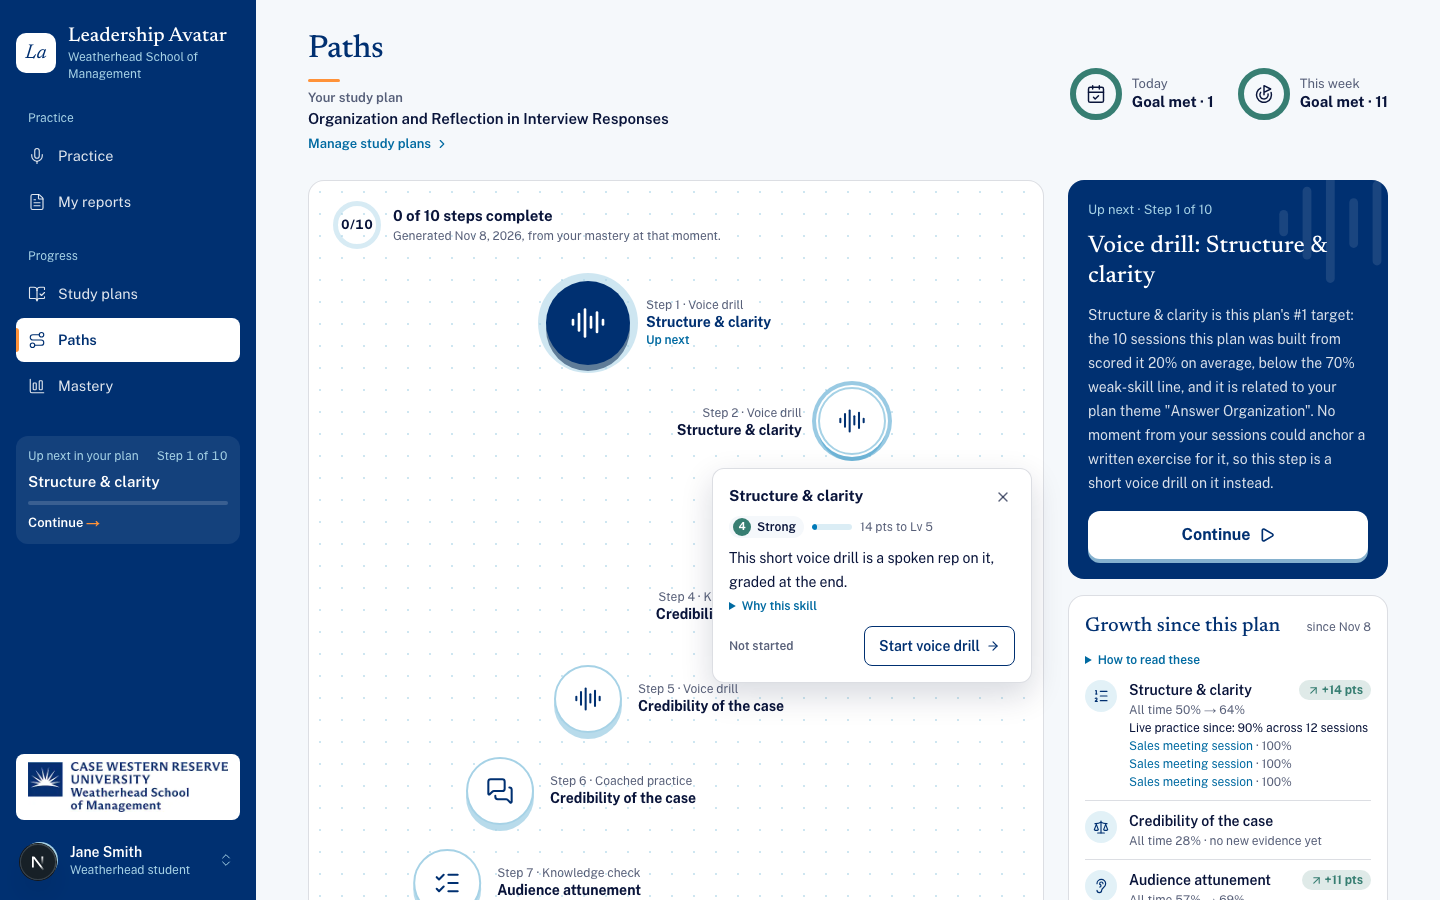 La
Leadership Avatar
Weatherhead School of
Management
Practice
Practice
My reports
Progress
Study plans
Paths
Mastery
Up next in your plan
Step 1 of 10
Structure & clarity
Continue →
CASE WESTERN RESERVE
UNIVERSITY
Weatherhead School
of Management
N
Jane Smith
Weatherhead student
Paths
Your study plan
Organization and Reflection in Interview Responses
Manage study plans
Today
Goal met · 1
This week
Goal met · 11
0/10
0 of 10 steps complete
Generated Nov 8, 2026, from your mastery at that moment.
Step 1 · Voice drill
Structure & clarity
Up next
Step 2 · Voice drill
Structure & clarity
Structure & clarity
4 Strong
14 pts to Lv 5
This short voice drill is a spoken rep on it,
graded at the end.
Why this skill
Not started
Start voice drill →
Step 4 · K
Credibili
Step 5 · Voice drill
Credibility of the case
Step 6 · Coached practice
Credibility of the case
Step 7 · Knowledge check
Audience attunement
Up next · Step 1 of 10
Voice drill: Structure &
clarity
Structure & clarity is this plan's #1 target:
the 10 sessions this plan was built from
scored it 20% on average, below the 70%
weak-skill line, and it is related to your
plan theme "Answer Organization". No
moment from your sessions could anchor a
written exercise for it, so this step is a
short voice drill on it instead.
Continue
Growth since this plan
since Nov 8
How to read these
Structure & clarity
+14 pts
All time 50% → 64%
Live practice since: 90% across 12 sessions
Sales meeting session · 100%
Sales meeting session · 100%
Sales meeting session · 100%
Credibility of the case
All time 28% · no new evidence yet
Audience attunement
+11 pts
All time 57% → 69%